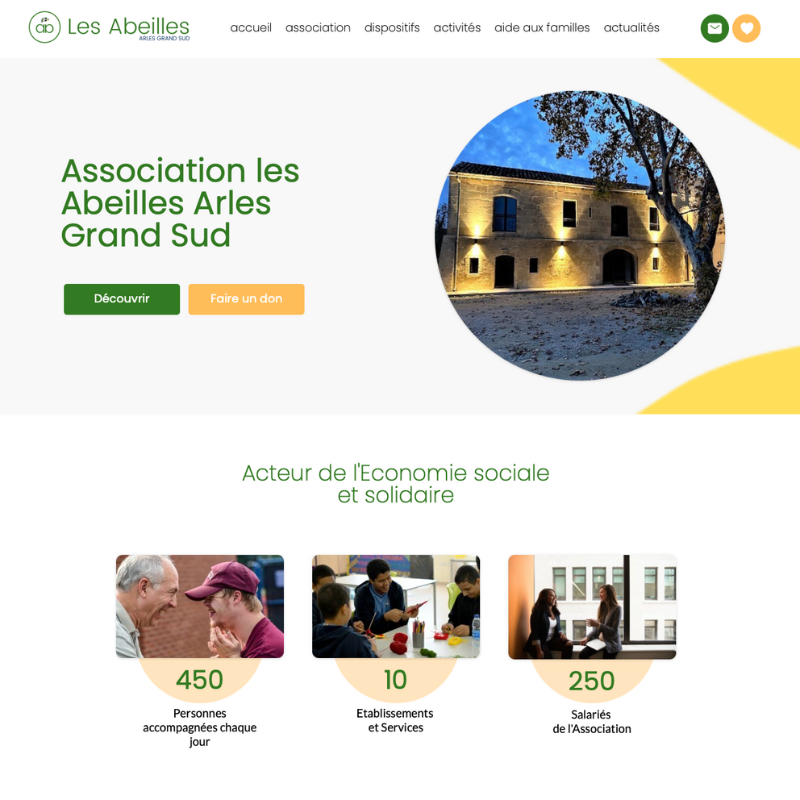 ab Les Abeilles
ARLES GRAND SUD
accueil association dispositifs activités aide aux familles actualités
Association les
Abeilles Arles
Grand Sud
Découvrir Faire un don
Acteur de l'Economie sociale
et solidaire
450
Personnes
accompagnées chaque
jour
10
Etablissements
et Services
250
Salariés
de l'Association